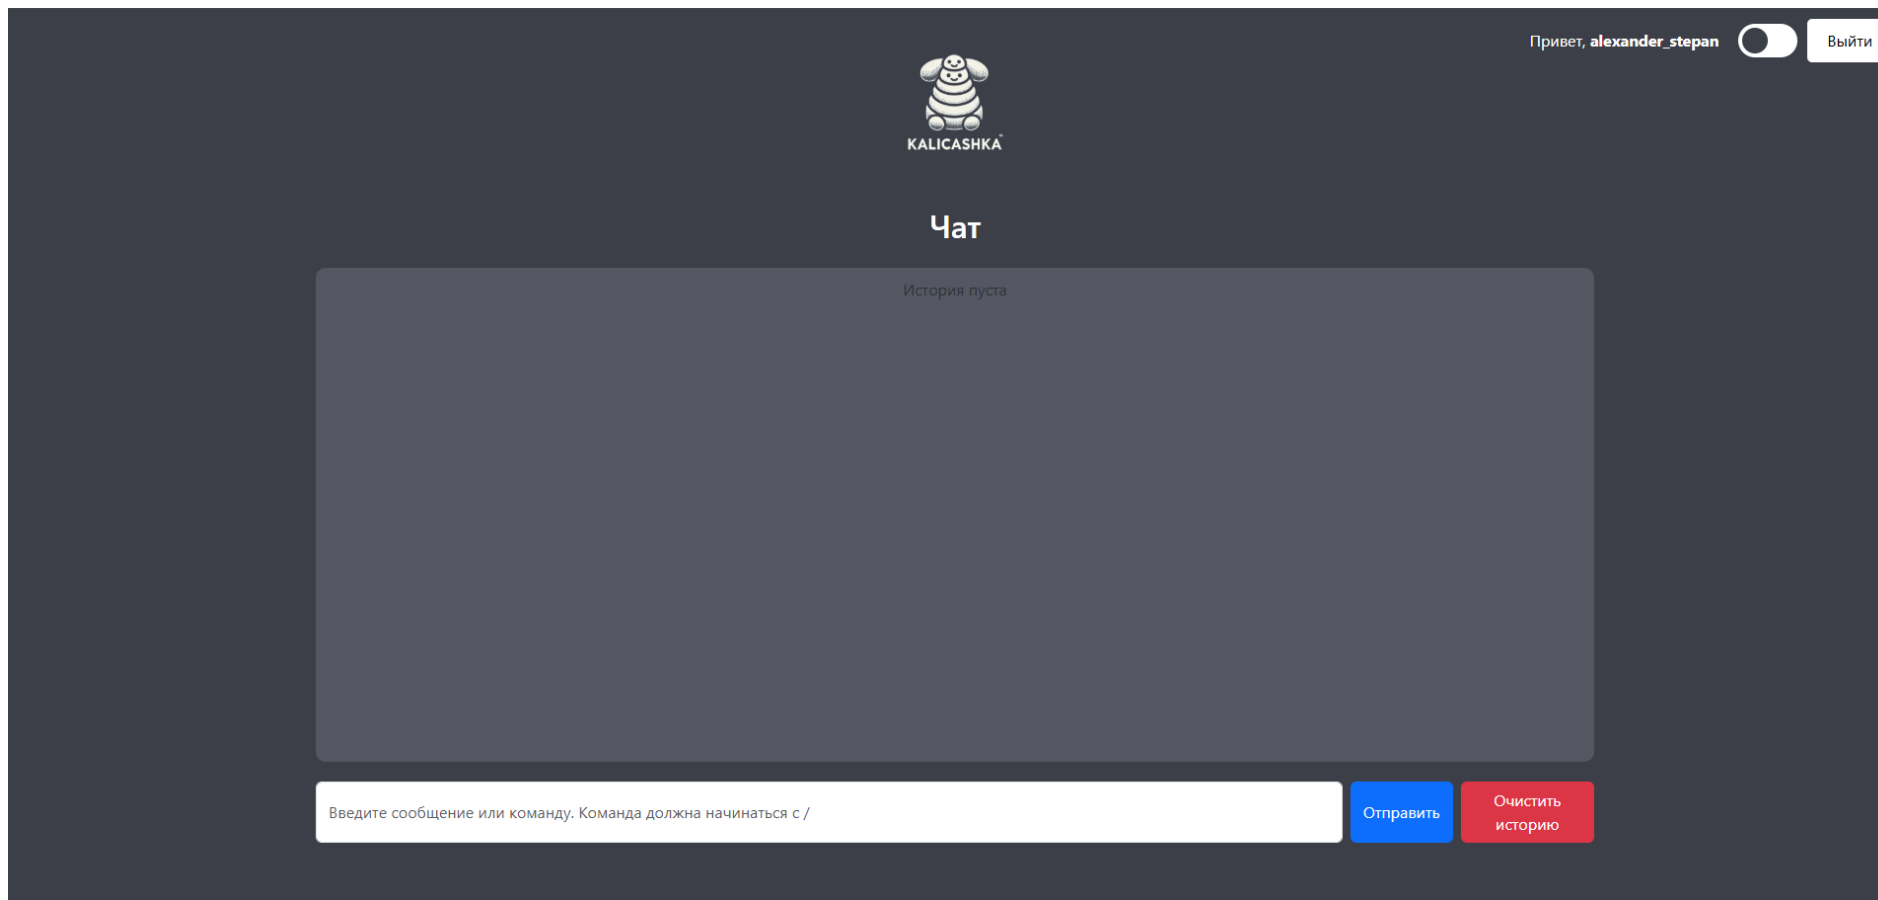 Привет, alexander_stepan
Выйти
KALICASHKA
Чат
История пуста
Введите сообщение или команду. Команда должна начинаться с /
Отправить
Очистить
историю